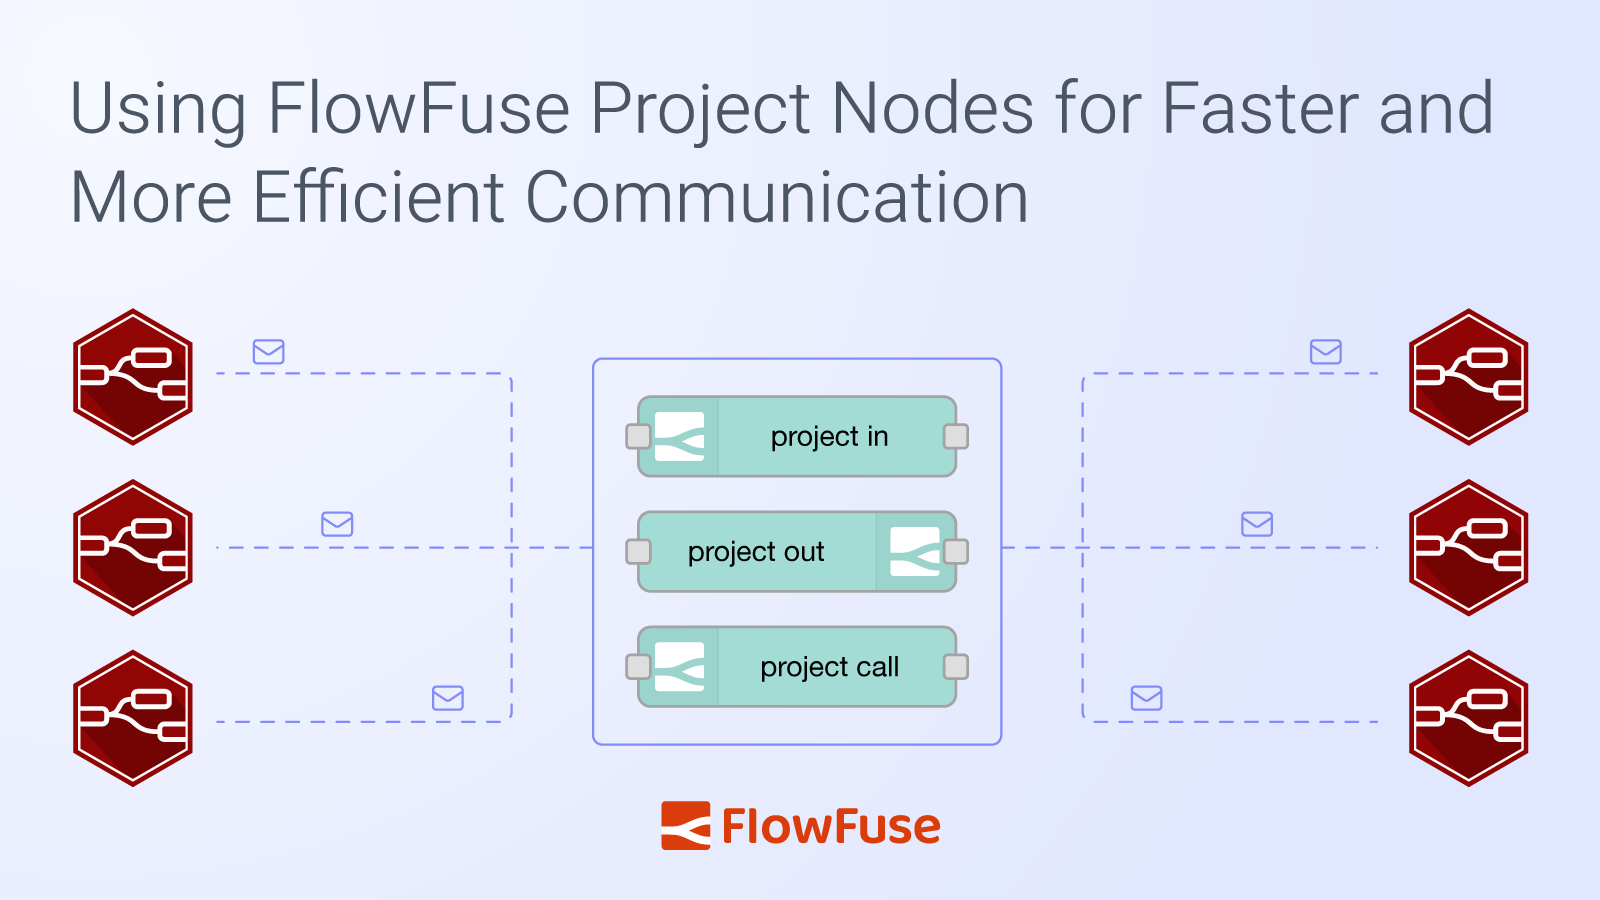 Using FlowFuse Project Nodes for Faster and
More Efficient Communication
project in
project out
project call
FlowFuse